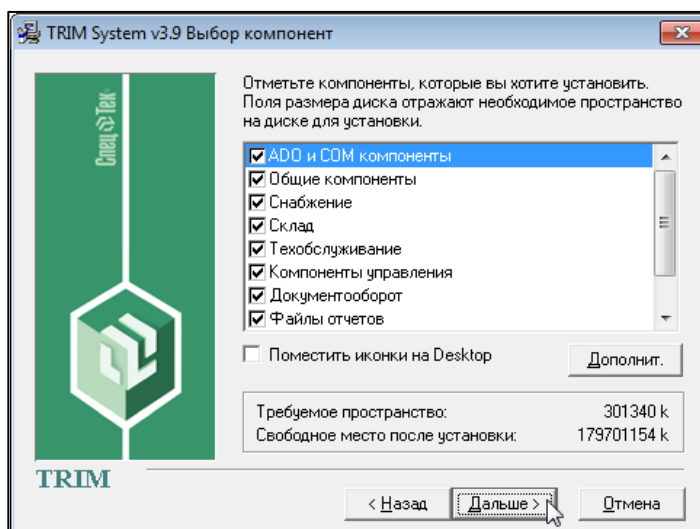 TRIM System v3.9 Выбор компонент
СпецТек
Отметьте компоненты, которые вы хотите установить.
Поля размера диска отражают необходимое пространство
на диске для установки.
ADO и COM компоненты
Общие компоненты
Снабжение
Склад
Техобслуживание
Компоненты управления
Документооборот
Файлы отчетов
Поместить иконки на Desktop
Дополнит.
Требуемое пространство: 301340 k
Свободное место после установки: 179701154 k
TRIM
< Назад
Дальше >
Отмена